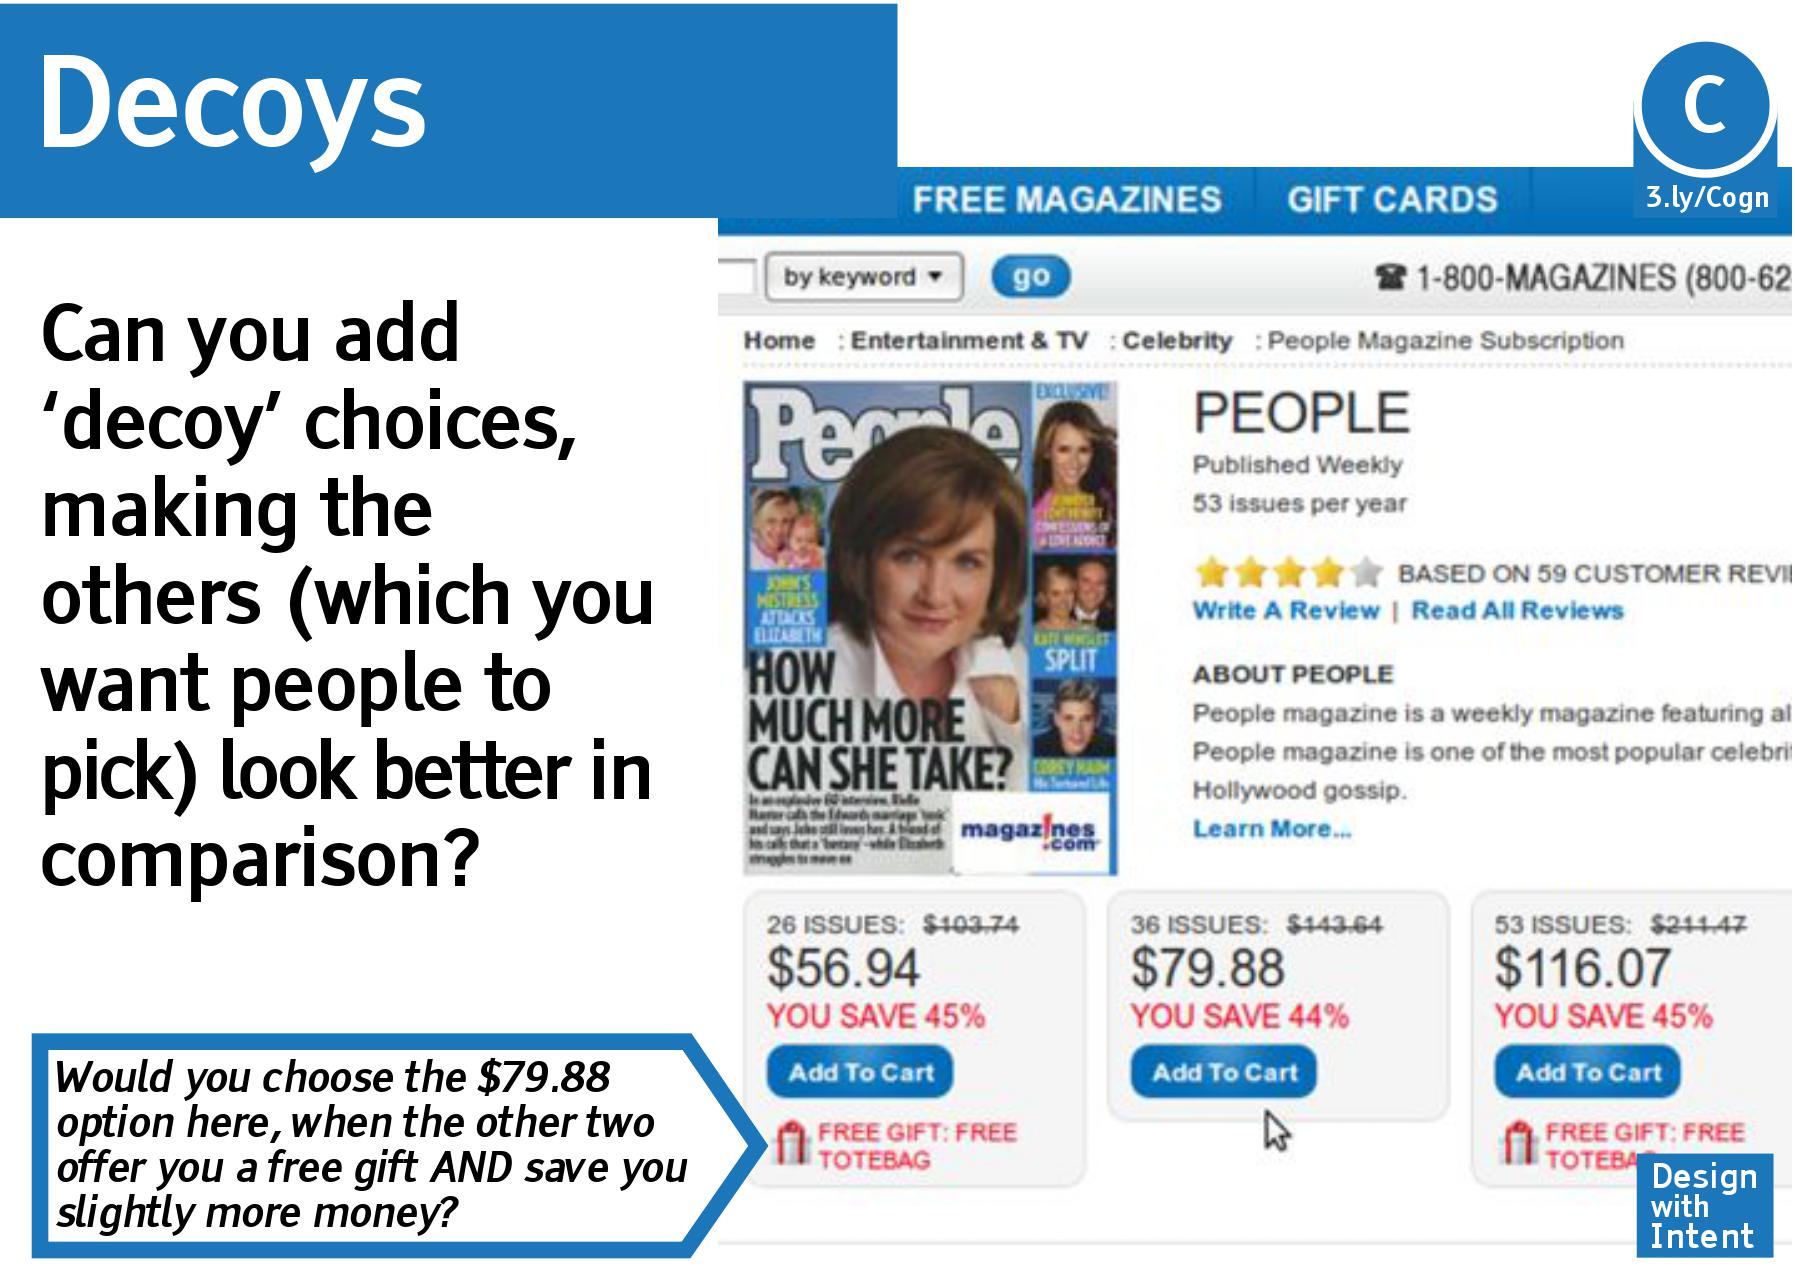 Decoys
C
3.ly/Cogn
Can you add
‘decoy’ choices,
making the
others (which you
want people to
pick) look better in
comparison?
Would you choose the $79.88
option here, when the other two
offer you a free gift AND save you
slightly more money?
FREE MAGAZINES GIFT CARDS
by keyword go 1-800-MAGAZINES (800-62
Home : Entertainment & TV : Celebrity : People Magazine Subscription
People
EXCLUSIVE!
JOHN'S
MISTRESS
ATTACKS
ELIZABETH
KATE WINSLET
SPLIT
COREY HAIM
HOW
MUCH MORE
CAN SHE TAKE?
magaz!nes
.com
PEOPLE
Published Weekly
53 issues per year
BASED ON 59 CUSTOMER REVI
Write A Review | Read All Reviews
ABOUT PEOPLE
People magazine is a weekly magazine featuring al
People magazine is one of the most popular celebri
Hollywood gossip.
Learn More...
26 ISSUES: $103.74
$56.94
YOU SAVE 45%
Add To Cart
FREE GIFT: FREE
TOTEBAG
36 ISSUES: $143.64
$79.88
YOU SAVE 44%
Add To Cart
53 ISSUES: $211.47
$116.07
YOU SAVE 45%
Add To Cart
FREE GIFT: FREE
TOTEBA
Design
with
Intent